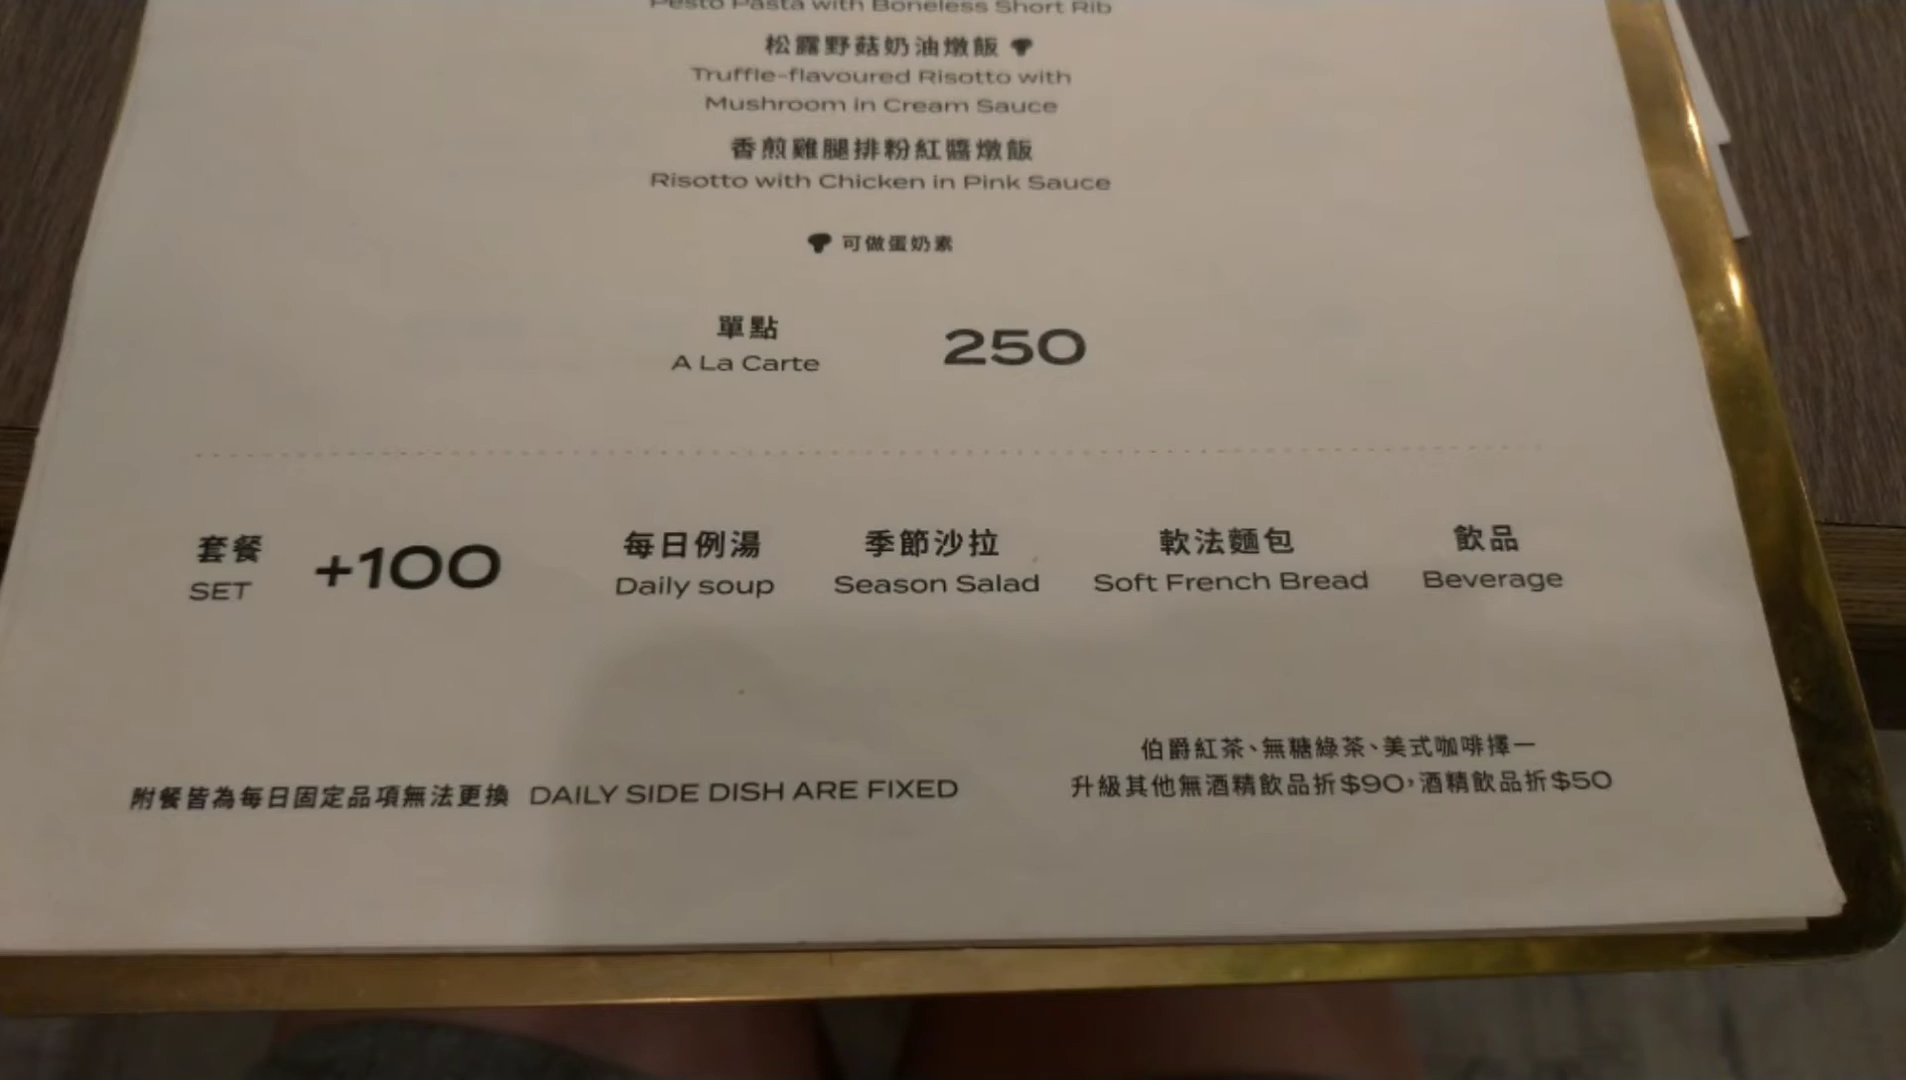 Pesto Pasta with Boneless Short Rib
松露野菇奶油燉飯
Truffle-flavoured Risotto with
Mushroom in Cream Sauce
香煎雞腿排粉紅醬燉飯
Risotto with Chicken in Pink Sauce
可做蛋奶素
單點 250
A La Carte
套餐 +100 每日例湯 季節沙拉 軟法麵包 飲品
SET Daily soup Season Salad Soft French Bread Beverage
伯爵紅茶、無糖綠茶、美式咖啡擇一
附餐皆為每日固定品項無法更換 DAILY SIDE DISH ARE FIXED
升級其他無酒精飲品折$90,酒精飲品折$50